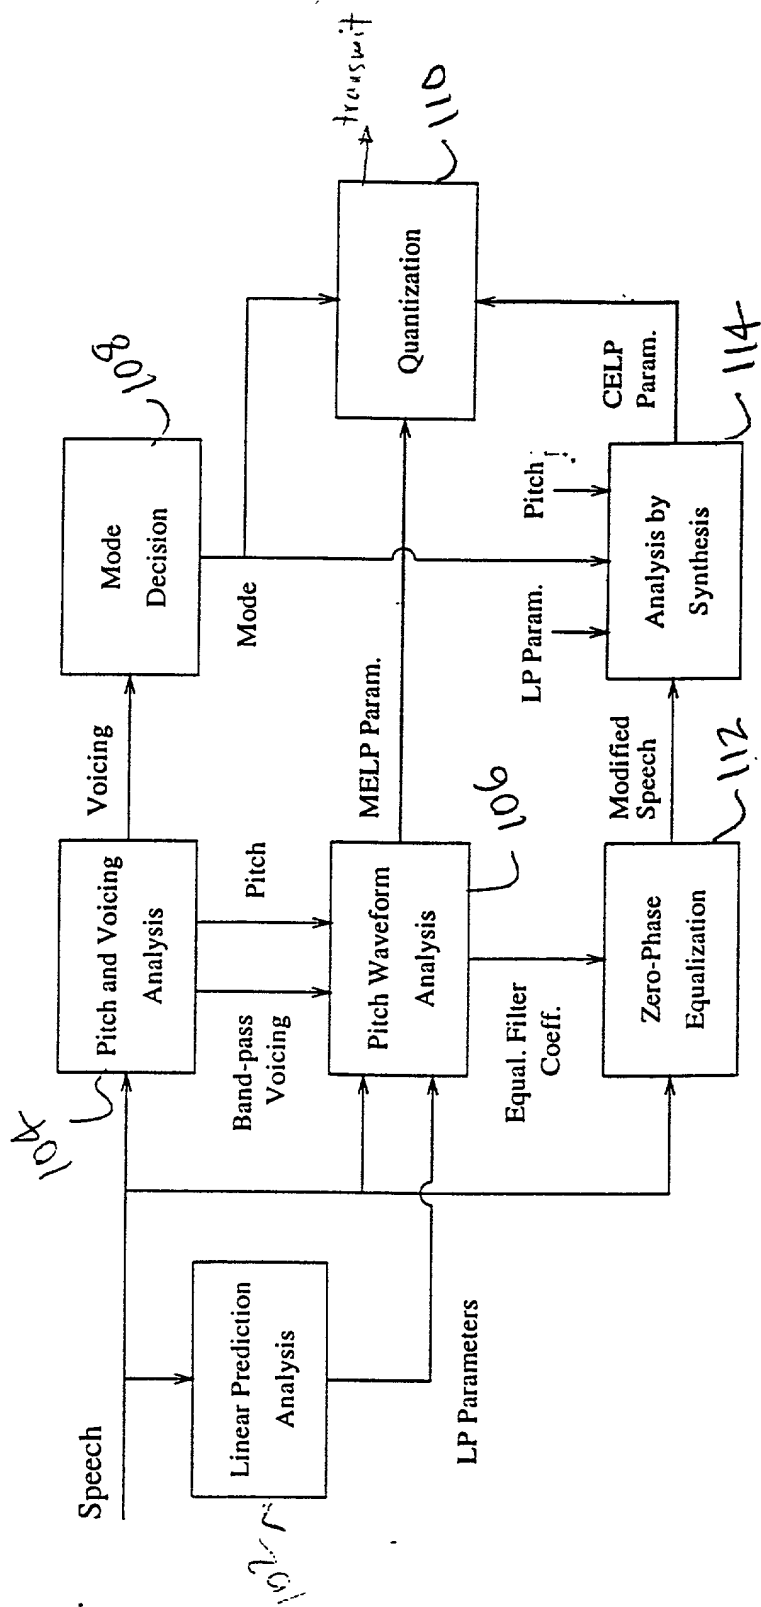 Speech
Linear Prediction
Analysis
102
LP Parameters
104
Pitch and Voicing
Analysis
Voicing
Mode
Decision
108
Band-pass
Voicing
Pitch
Mode
Pitch Waveform
Analysis
106
MELP Param.
Quantization
110
transmit
Equal. Filter
Coeff.
Zero-Phase
Equalization
112
Modified
Speech
LP Param.
Pitch
Analysis by
Synthesis
114
CELP
Param.